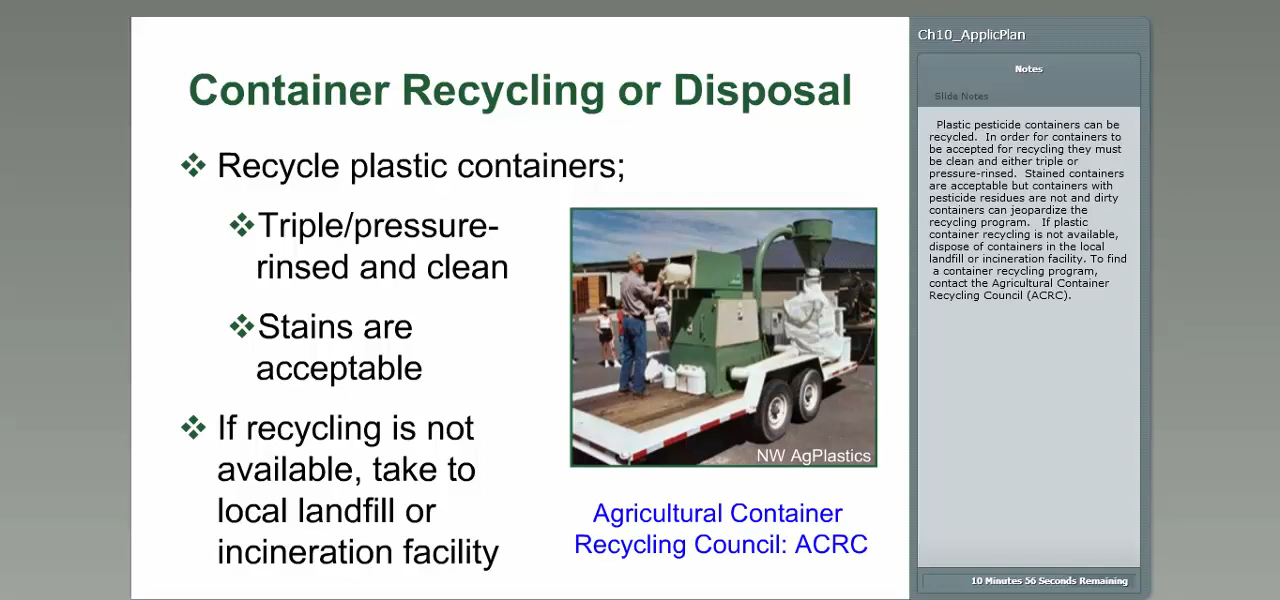 Container Recycling or Disposal
Recycle plastic containers;
Triple/pressure-
rinsed and clean
Stains are
acceptable
If recycling is not
available, take to
local landfill or
incineration facility
NW AgPlastics
Agricultural Container
Recycling Council: ACRC
Ch10_ApplicPlan
Notes
Slide Notes
Plastic pesticide containers can be
recycled.  In order for containers to
be accepted for recycling they must
be clean and either triple or
pressure-rinsed.  Stained containers
are acceptable but containers with
pesticide residues are not and dirty
containers can jeopardize the
recycling program.   If plastic
container recycling is not available,
dispose of containers in the local
landfill or incineration facility. To find
a container recycling program,
contact the Agricultural Container
Recycling Council (ACRC).
10 Minutes 56 Seconds Remaining